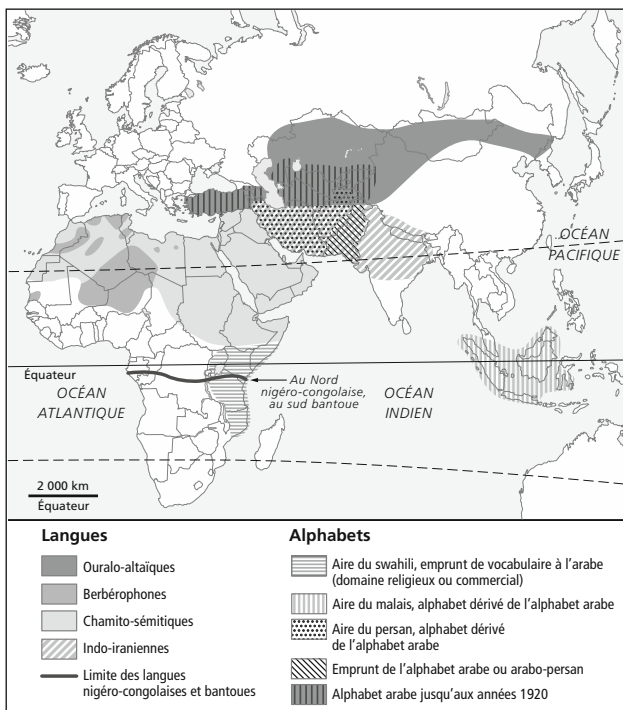 OCÉAN
PACIFIQUE
Équateur
OCÉAN
ATLANTIQUE
Au Nord
nigéro-congolaise,
au sud bantoue
OCÉAN
INDIEN
2 000 km
Équateur
Langues
Ouralo-altaïques
Berbérophones
Chamito-sémitiques
Indo-iraniennes
Limite des langues
nigéro-congolaises et bantoues
Alphabets
Aire du swahili, emprunt de vocabulaire à l'arabe
(domaine religieux ou commercial)
Aire du malais, alphabet dérivé de l'alphabet arabe
Aire du persan, alphabet dérivé
de l'alphabet arabe
Emprunt de l'alphabet arabe ou arabo-persan
Alphabet arabe jusqu'aux années 1920